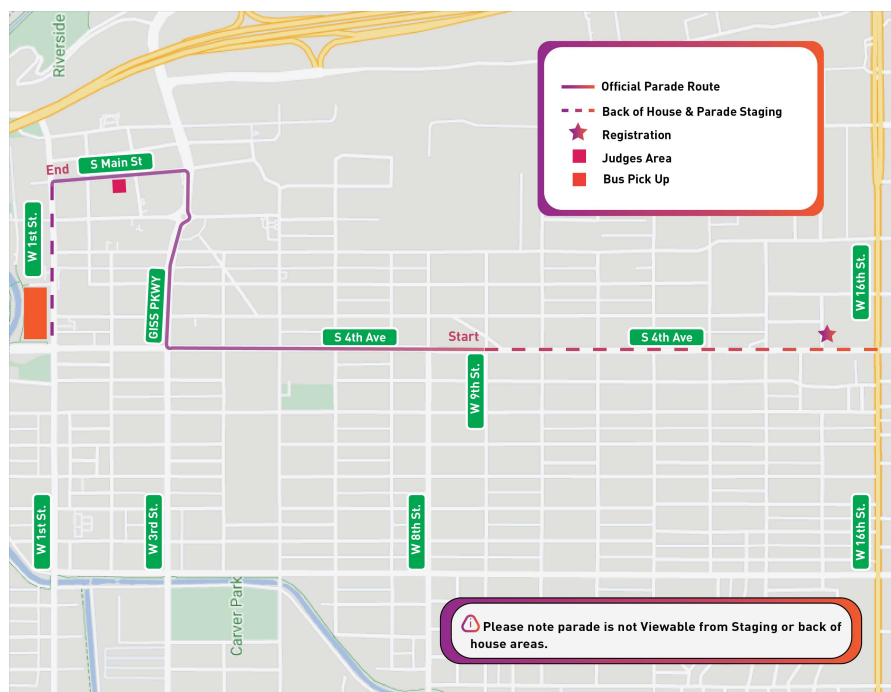 Riverside
Official Parade Route
Back of House & Parade Staging
Registration
Judges Area
Bus Pick Up
End
S Main St
W 1st St.
GISS PKWY
W 16th St.
S 4th Ave
Start
S 4th Ave
W 9th St.
W 1st St.
W 3rd St.
W 8th St.
W 16th St.
Carver Park
Please note parade is not Viewable from Staging or back of
house areas.